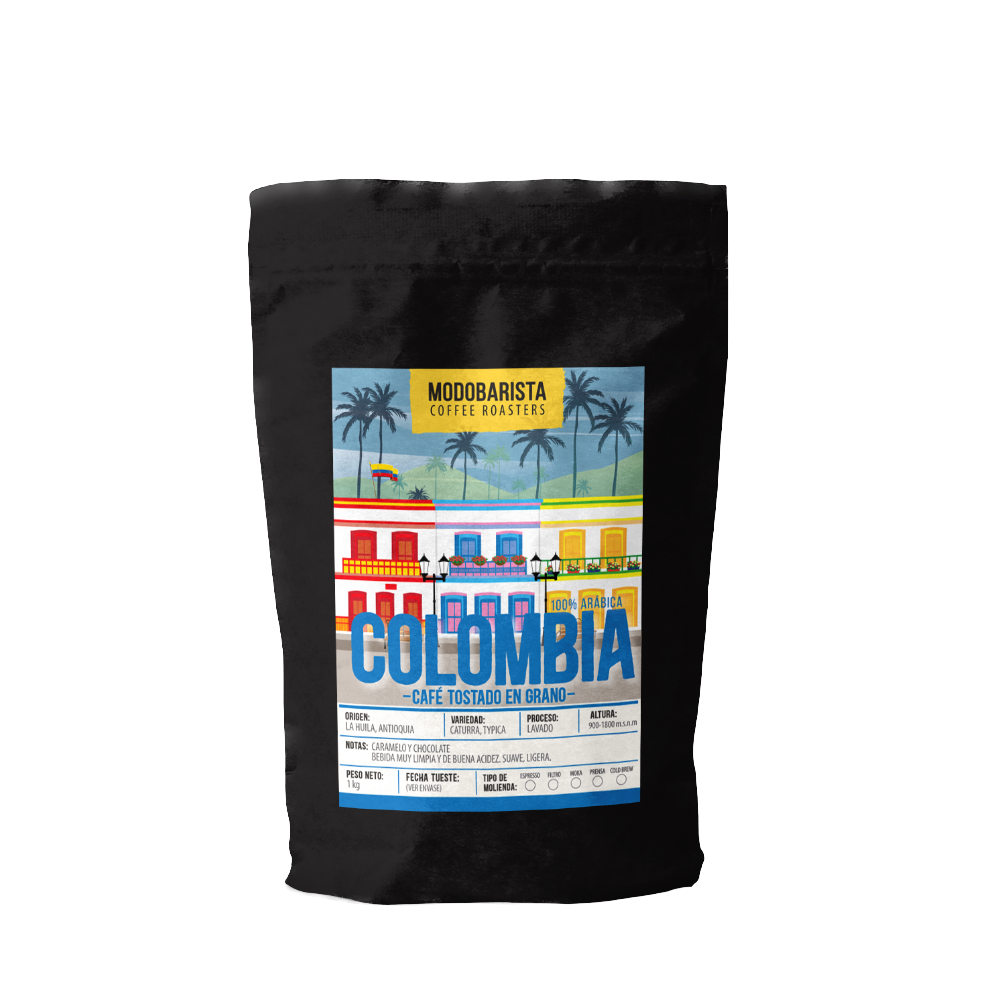 MODOBARISTA
COFFEE ROASTERS
100% ARÁBICA
COLOMBIA
-CAFÉ TOSTADO EN GRANO-
ORIGEN:
LA HUILA, ANTIOQUIA
VARIEDAD:
CATURRA, TYPICA
PROCESO:
LAVADO
ALTURA:
900-1800 m.s.n.m
NOTAS: CARAMELO Y CHOCOLATE
BEBIDA MUY LIMPIA Y DE BUENA ACIDEZ. SUAVE, LIGERA.
PESO NETO:
1 kg
FECHA TUESTE:
(VER ENVASE)
TIPO DE
MOLIENDA:
ESPRESSO
FILTRO
MOKA
PRENSA
COLD BREW